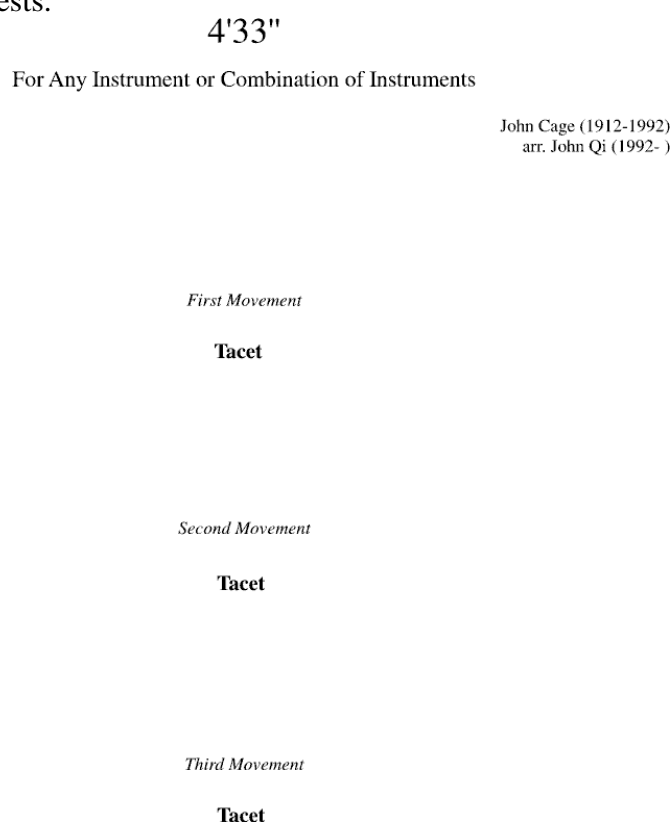 4'33"
For Any Instrument or Combination of Instruments
John Cage (1912-1992)
arr. John Qi (1992- )
First Movement
Tacet
Second Movement
Tacet
Third Movement
Tacet